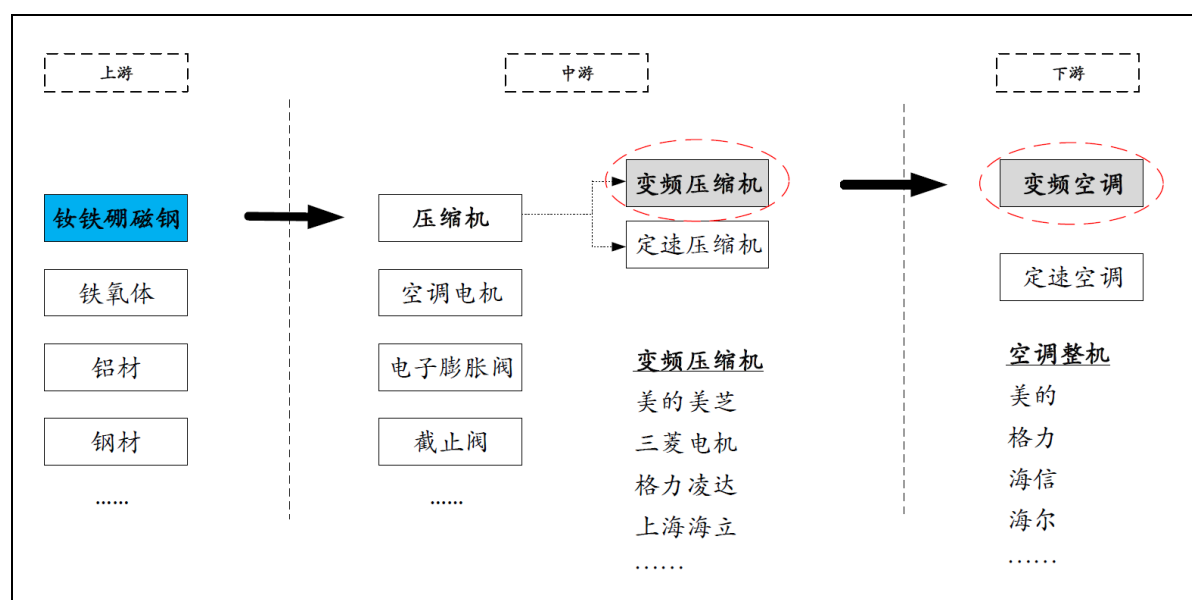 上游
中游
下游
钕铁硼磁钢
铁氧体
铝材
钢材
......
压缩机
空调电机
电子膨胀阀
截止阀
......
变频压缩机
定速压缩机
变频压缩机
美的美芝
三菱电机
格力凌达
上海海立
......
变频空调
定速空调
空调整机
美的
格力
海信
海尔
......